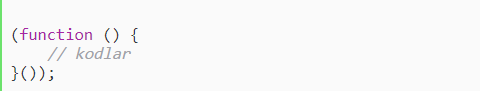 (function () {
    // kodlar
}());